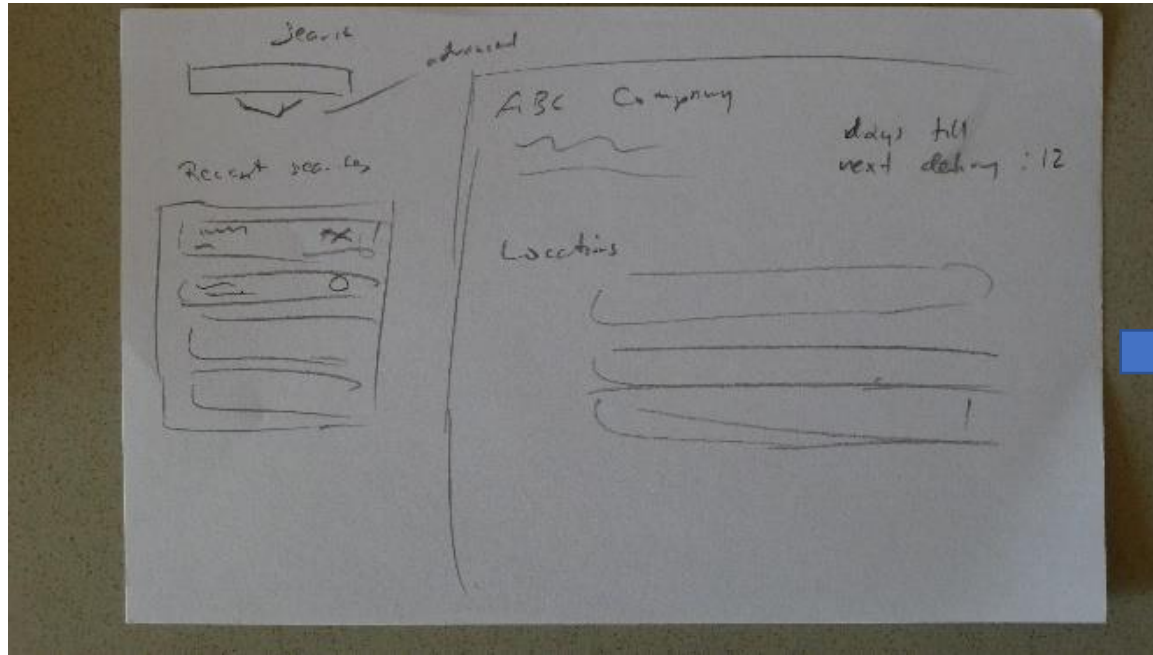 Search
advanced
Recent searches
ABC Company
days till
next delivery : 12
Locations